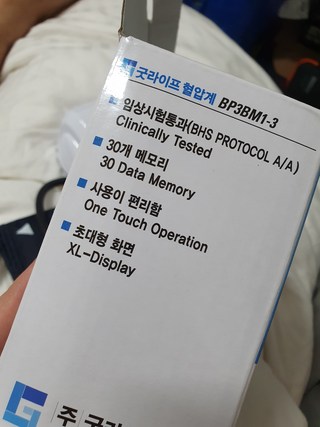 굿라이프 혈압계 BP3BM1-3
임상시험통과(BHS PROTOCOL A/A)
Clinically Tested
30개 메모리
30 Data Memory
사용이 편리함
One Touch Operation
초대형 화면
XL-Display
주